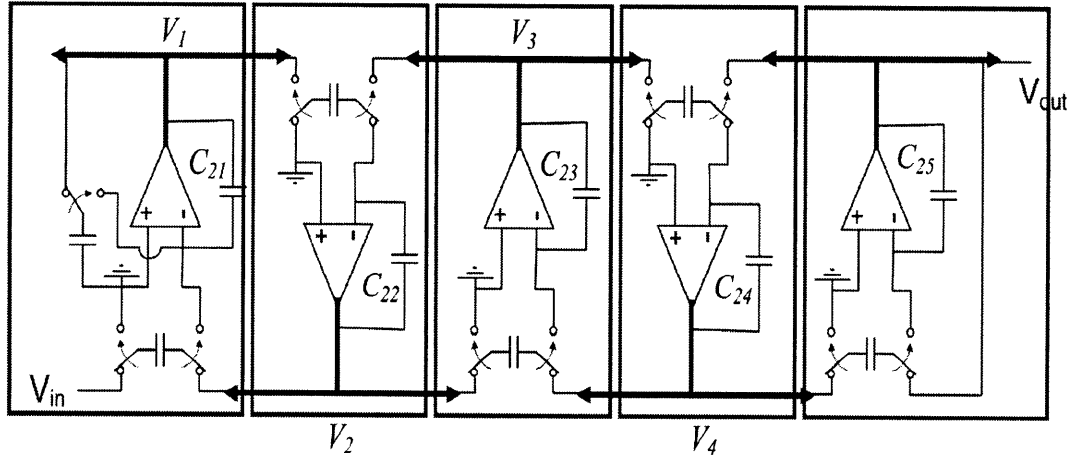 V1
V3
Vout
C21
C23
C25
+ -
+ -
+ -
+ -
+ -
C22
C24
Vin
V2
V4